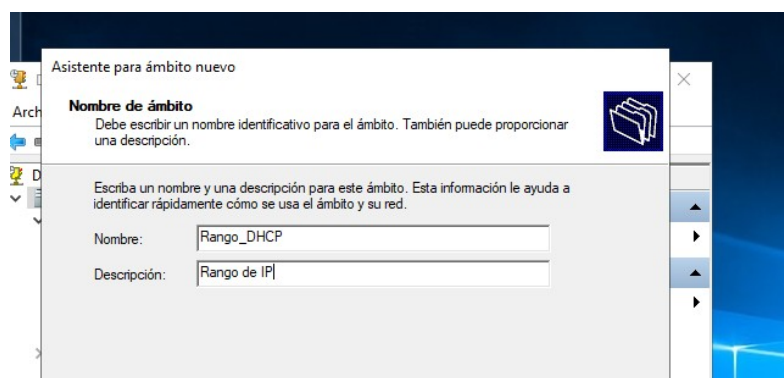 Asistente para ámbito nuevo
Arch
Nombre de ámbito
Debe escribir un nombre identificativo para el ámbito. También puede proporcionar
una descripción.
D
Escriba un nombre y una descripción para este ámbito. Esta información le ayuda a
identificar rápidamente cómo se usa el ámbito y su red.
Nombre: Rango_DHCP
Descripción: Rango de IP